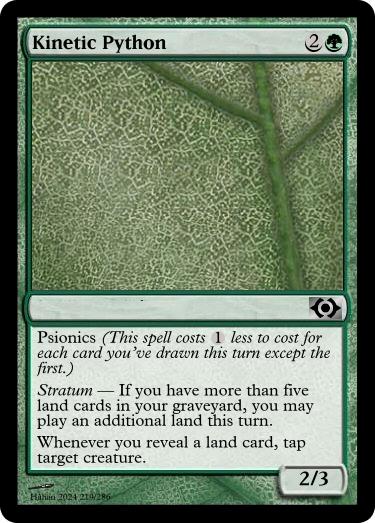 Kinetic Python 2
Psionics (This spell costs 1 less to cost for
each card you've drawn this turn except the
first.)
Stratum — If you have more than five
land cards in your graveyard, you may
play an additional land this turn.
Whenever you reveal a land card, tap
target creature.
2/3
2024 219/286